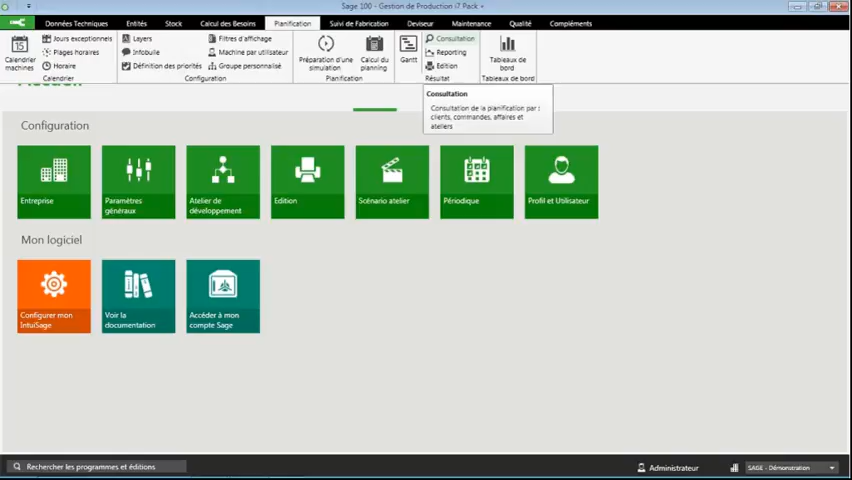 Sage 100 - Gestion de Production i7 Pack -
Données Techniques Entités Stock Calcul des Besoins Planification Suivi de Fabrication Deviseur Maintenance Qualité Compléments
Calendrier machines
Jours exceptionnels
Plages horaires
Horaire
Calendrier
Layers
Infobulle
Définition des priorités
Filtres d'affichage
Machine par utilisateur
Groupe personnalisé
Configuration
Préparation d'une simulation
Calcul du planning
Planification
Gantt
Consultation
Reporting
Edition
Résultat
Tableaux de bord
Tableaux de bord
Consultation
Consultation de la planification par :
clients, commandes, affaires et
ateliers
Configuration
Entreprise
Paramètres
généraux
Atelier de
développement
Edition
Scénario atelier
Périodique
Profil et Utilisateur
Mon logiciel
Configurer mon
IntuiSage
Voir la
documentation
Accéder à mon
compte Sage
Rechercher les programmes et éditions
Administrateur
SAGE - Démonstration